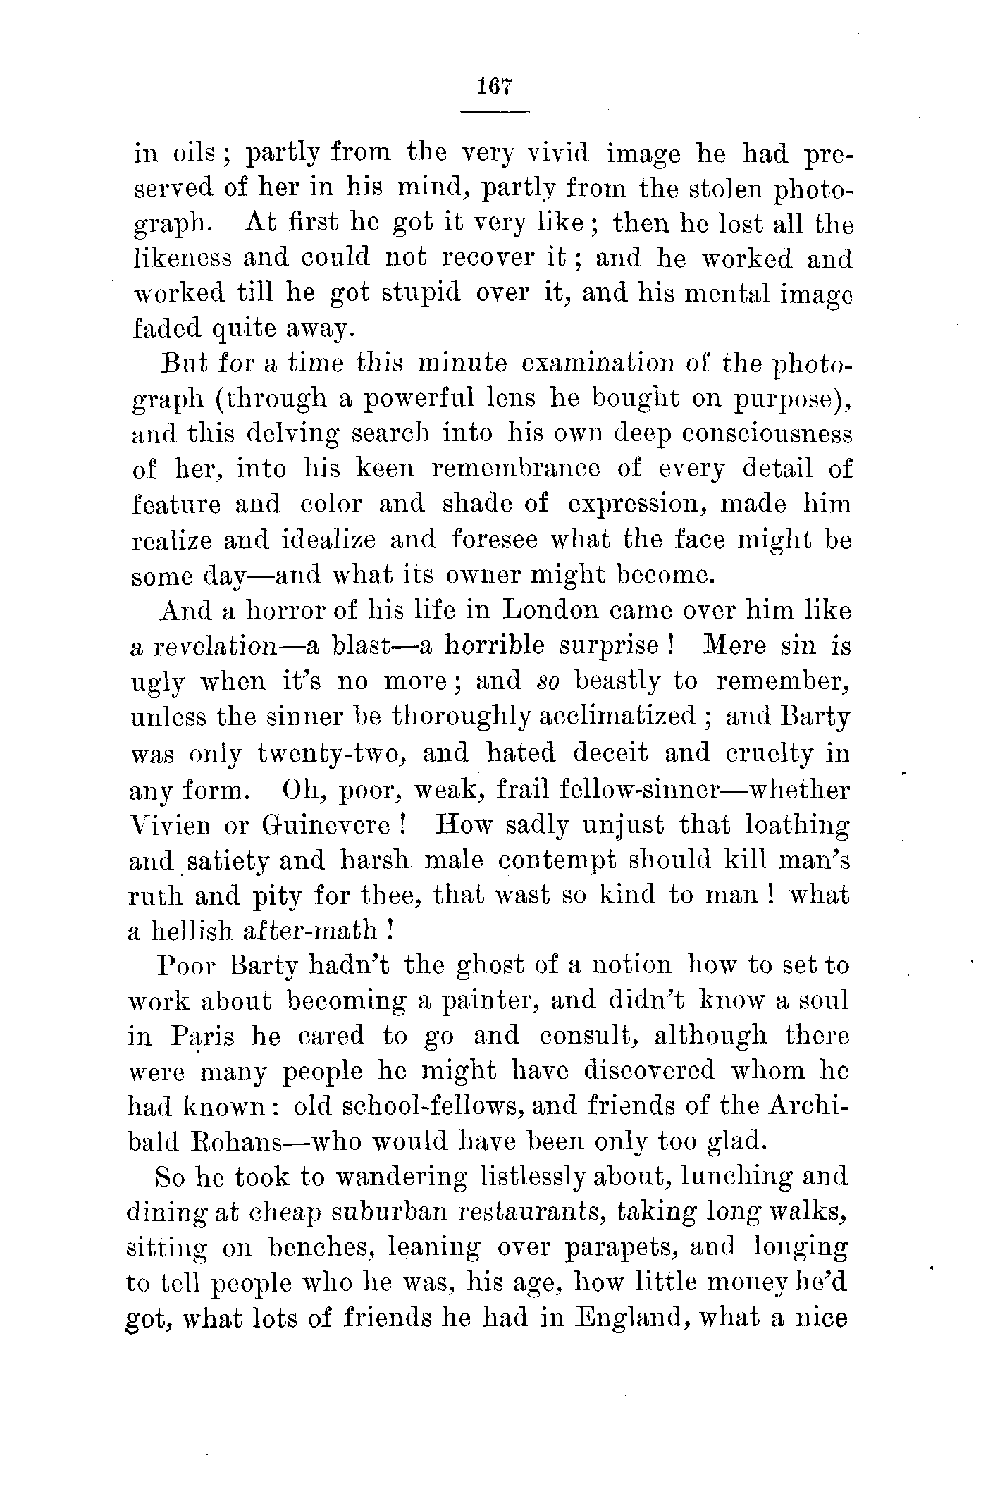 167
in oils ; partly from the very vivid image he had pre-
served of her in his mind, partly from the stolen photo-
graph. At first he got it very like ; then he lost all the
likeness and could not recover it ; and he worked and
worked till he got stupid over it, and his mental image
faded quite away.
But for a time this minute examination of the photo-
graph (through a powerful lens he bought on purpose),
and this delving search into his own deep consciousness
of her, into his keen remembrance of every detail of
feature and color and shade of expression, made him
realize and idealize and foresee what the face might be
some day—and what its owner might become.
And a horror of his life in London came over him like
a revelation—a blast—a horrible surprise ! Mere sin is
ugly when it's no more ; and so beastly to remember,
unless the sinner be thoroughly acclimatized ; and Barty
was only twenty-two, and hated deceit and cruelty in
any form. Oh, poor, weak, frail fellow-sinner—whether
Vivien or Guinevere ! How sadly unjust that loathing
and satiety and harsh male contempt should kill man's
ruth and pity for thee, that wast so kind to man ! what
a hellish after-math !
Poor Barty hadn't the ghost of a notion how to set to
work about becoming a painter, and didn't know a soul
in Paris he cared to go and consult, although there
were many people he might have discovered whom he
had known : old school-fellows, and friends of the Archi-
bald Rohans—who would have been only too glad.
So he took to wandering listlessly about, lunching and
dining at cheap suburban restaurants, taking long walks,
sitting on benches, leaning over parapets, and longing
to tell people who he was, his age, how little money he'd
got, what lots of friends he had in England, what a nice